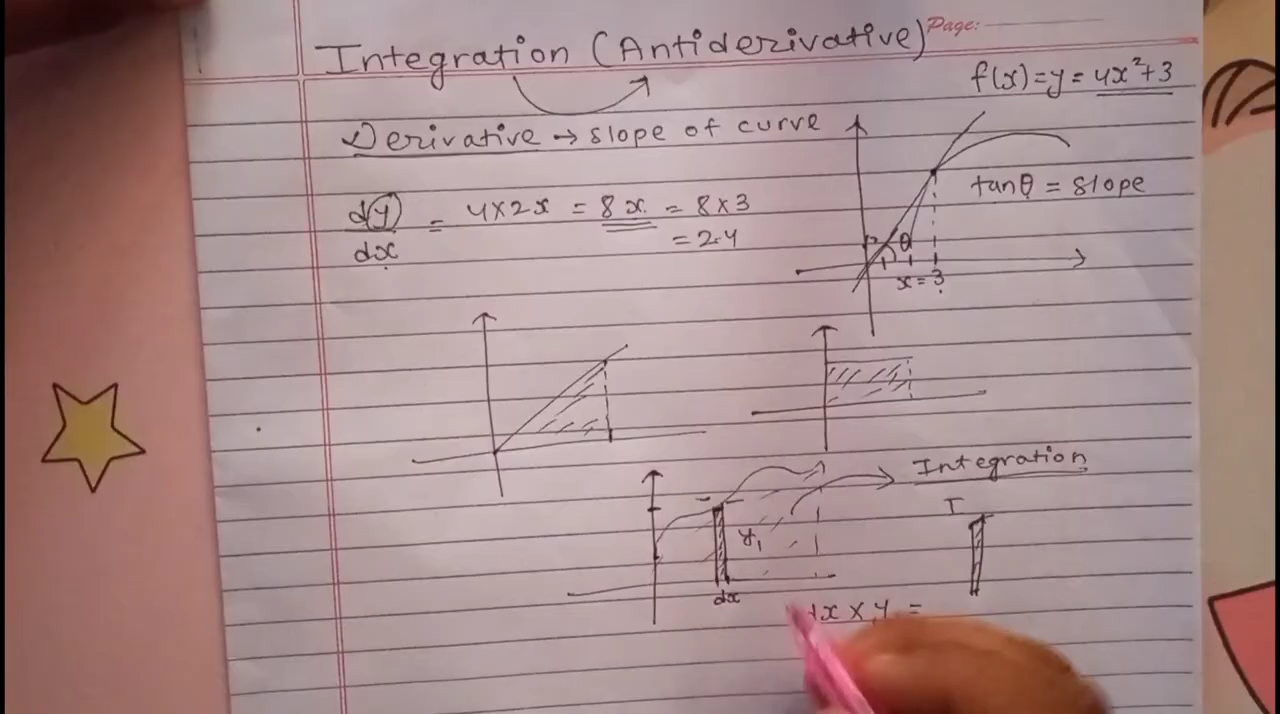 Page:
Integration (Antiderivative)
f(x)=y= 4x²+3
Derivative → slope of curve
tanθ = slope
dy/dx = 4×2x = 8x = 8×3
= 24
θ
x=3
Integration
y₁
dx
dx × y₁ =